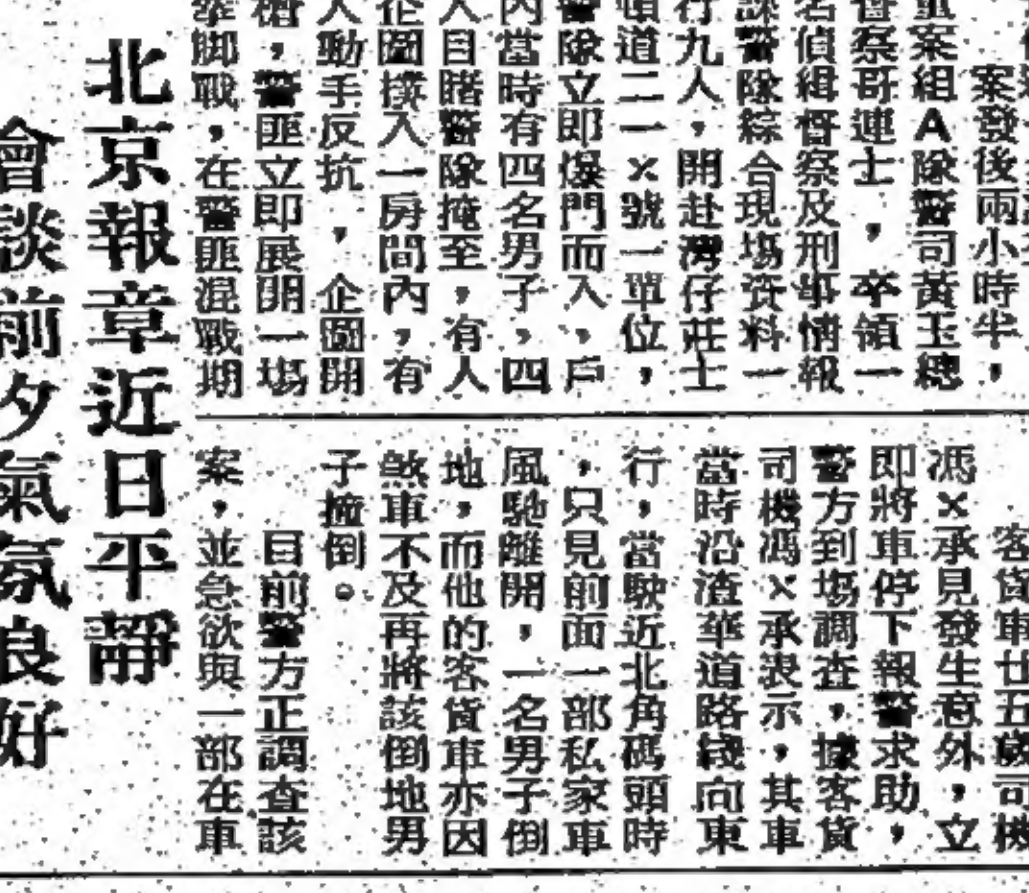 案發後兩小時半，
重案組A隊警司黃玉總
督察哥連士，卒領一
名偵緝督察及刑事情報
課警隊綜合現場資料一
行九人，開赴灣仔莊士
頓道二一×號一單位，
警隊立即爆門而入，戶
內當時有四名男子，四
人目睹警隊掩至，有人
企圖撲入一房間內，有
人動手反抗，企圖開
槍，警匪立即展開一場
拳脚戰，在警匪混戰期
客貨車廿五歲司機
馮×承見發生意外，立
即將車停下報警求助，
警方到場調查，據客貨
司機馮×承表示，其車
當時沿渣華道路綫向東
行，當駛近北角碼頭時
，只見前面一部私家車
風馳離開，一名男子倒
地，而他的客貨車亦因
煞車不及再將該倒地男
子撞倒。
目前警方正調查該
案，並急欲與一部在車
北京報章近日平靜
會談前夕氣氛良好